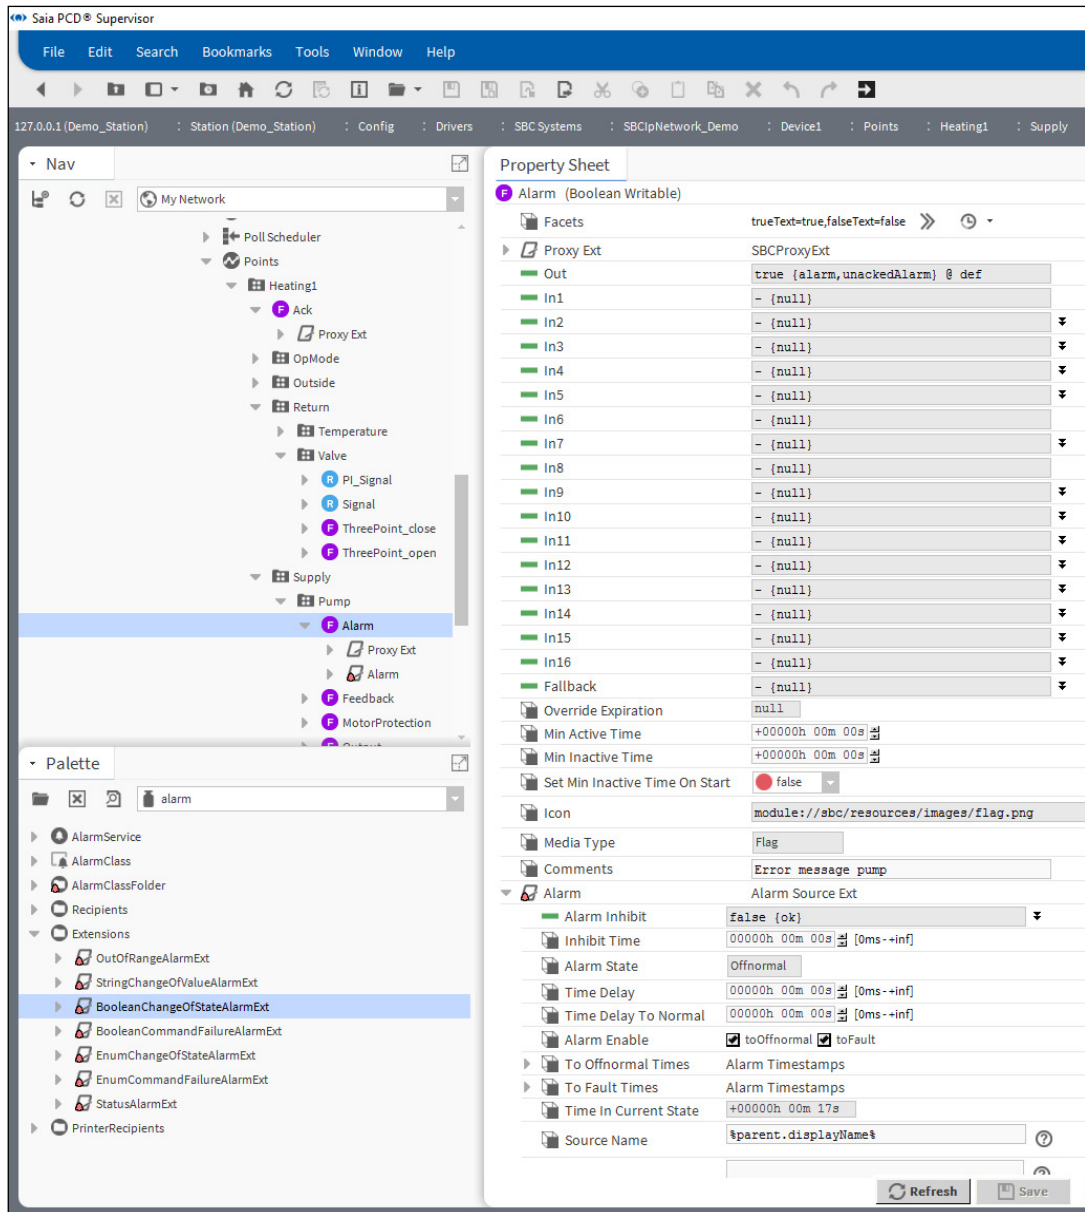 Saia PCD® Supervisor
File Edit Search Bookmarks Tools Window Help
127.0.0.1 (Demo_Station) : Station (Demo_Station) : Config : Drivers : SBC Systems : SBCIpNetwork_Demo : Device1 : Points : Heating1 : Supply
Nav
My Network
Poll Scheduler
Points
Heating1
F Ack
Proxy Ext
OpMode
Outside
Return
Temperature
Valve
R PI_Signal
R Signal
F ThreePoint_close
F ThreePoint_open
Supply
Pump
F Alarm
Proxy Ext
Alarm
F Feedback
F MotorProtection
Palette
alarm
AlarmService
AlarmClass
AlarmClassFolder
Recipients
Extensions
OutOfRangeAlarmExt
StringChangeOfValueAlarmExt
BooleanChangeOfStateAlarmExt
BooleanCommandFailureAlarmExt
EnumChangeOfStateAlarmExt
EnumCommandFailureAlarmExt
StatusAlarmExt
PrinterRecipients
Property Sheet
F Alarm (Boolean Writable)
Facets trueText=true,falseText=false
Proxy Ext SBCProxyExt
Out true {alarm,unackedAlarm} @ def
In1 - {null}
In2 - {null}
In3 - {null}
In4 - {null}
In5 - {null}
In6 - {null}
In7 - {null}
In8 - {null}
In9 - {null}
In10 - {null}
In11 - {null}
In12 - {null}
In13 - {null}
In14 - {null}
In15 - {null}
In16 - {null}
Fallback - {null}
Override Expiration null
Min Active Time +00000h 00m 00s
Min Inactive Time +00000h 00m 00s
Set Min Inactive Time On Start false
Icon module://sbc/resources/images/flag.png
Media Type Flag
Comments Error message pump
Alarm Alarm Source Ext
Alarm Inhibit false {ok}
Inhibit Time 00000h 00m 00s [0ms-+inf]
Alarm State Offnormal
Time Delay 00000h 00m 00s [0ms-+inf]
Time Delay To Normal 00000h 00m 00s [0ms-+inf]
Alarm Enable toOffnormal toFault
To Offnormal Times Alarm Timestamps
To Fault Times Alarm Timestamps
Time In Current State +00000h 00m 17s
Source Name %parent.displayName%
Refresh Save